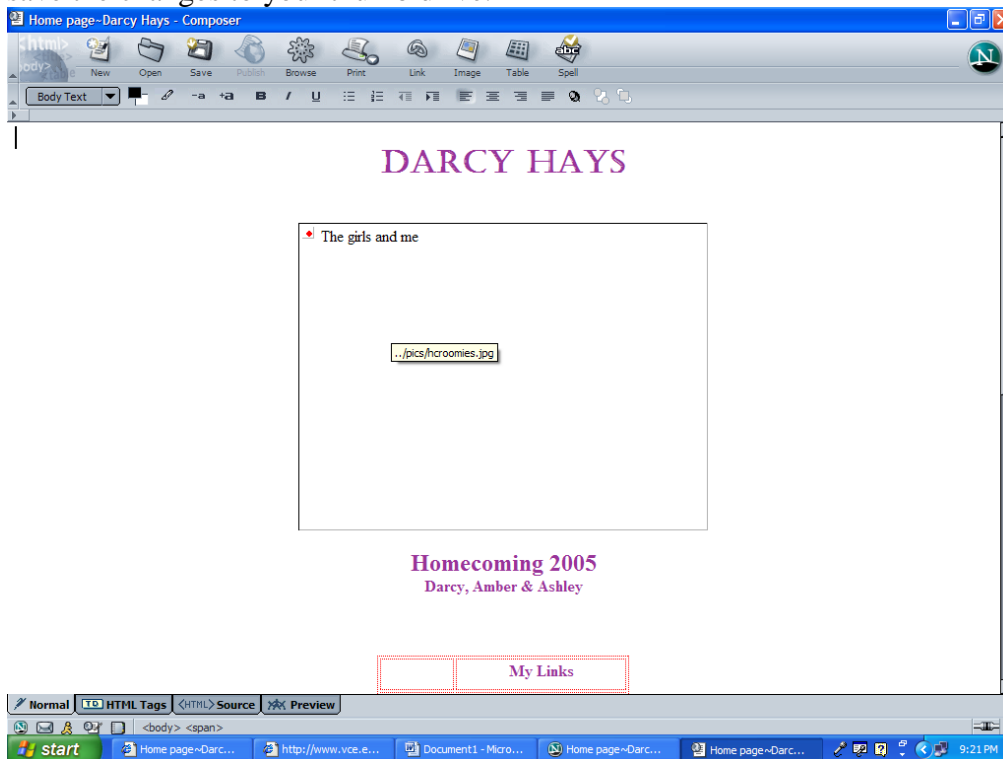 Home page~Darcy Hays - Composer
New Open Save Publish Browse Print Link Image Table Spell
Body Text -a +a B I U
DARCY HAYS
The girls and me
../pics/hcroomies.jpg
Homecoming 2005
Darcy, Amber & Ashley
My Links
Normal TD HTML Tags <HTML> Source Preview
<body> <span>
start Home page~Darc... http://www.vce.e... Document1 - Micro... Home page~Darc... Home page~Darc... 9:21 PM